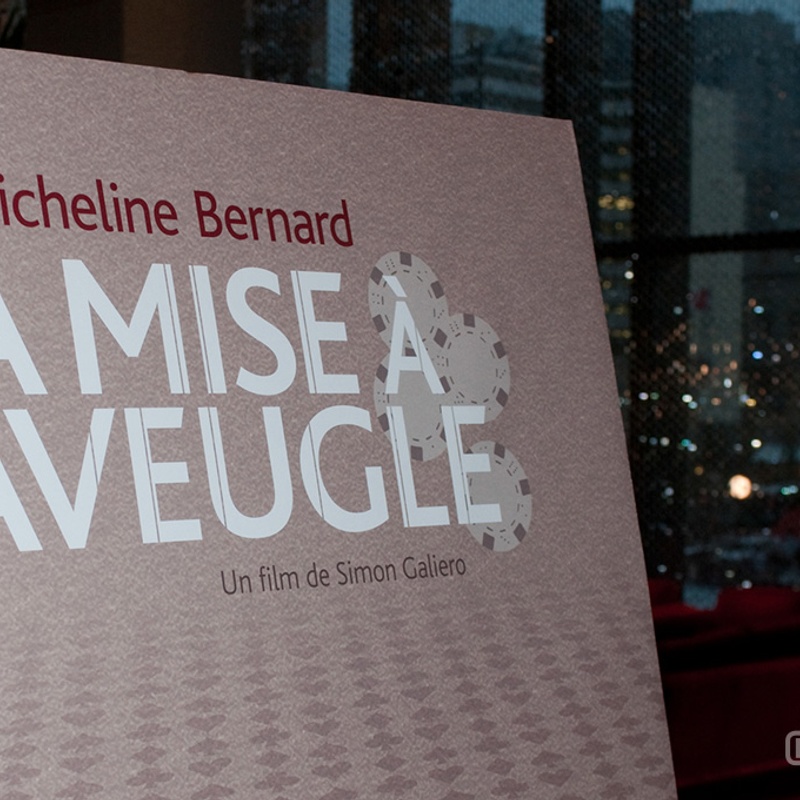 icheline Bernard
A MISE À
AVEUGLE
Un film de Simon Galiero